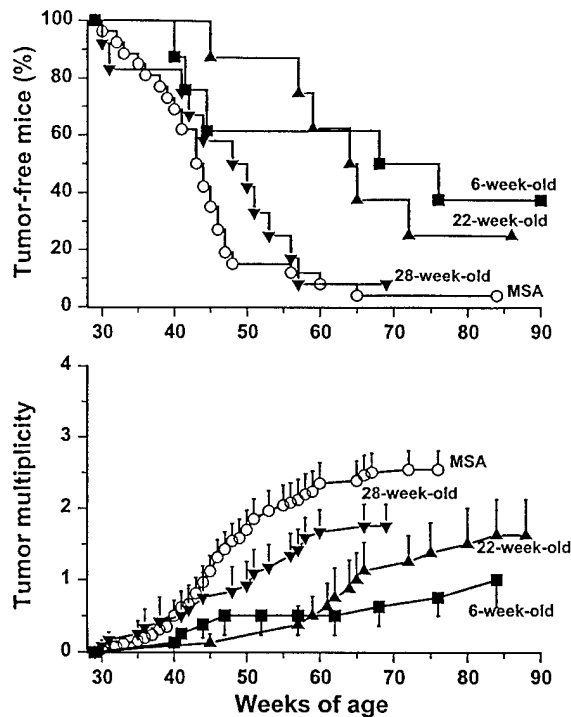 Tumor-free mice (%)
100
80
60
40
20
0
6-week-old
22-week-old
28-week-old
MSA
30 40 50 60 70 80 90
Tumor multiplicity
4
3
2
1
0
MSA
28-week-old
22-week-old
6-week-old
30 40 50 60 70 80 90
Weeks of age